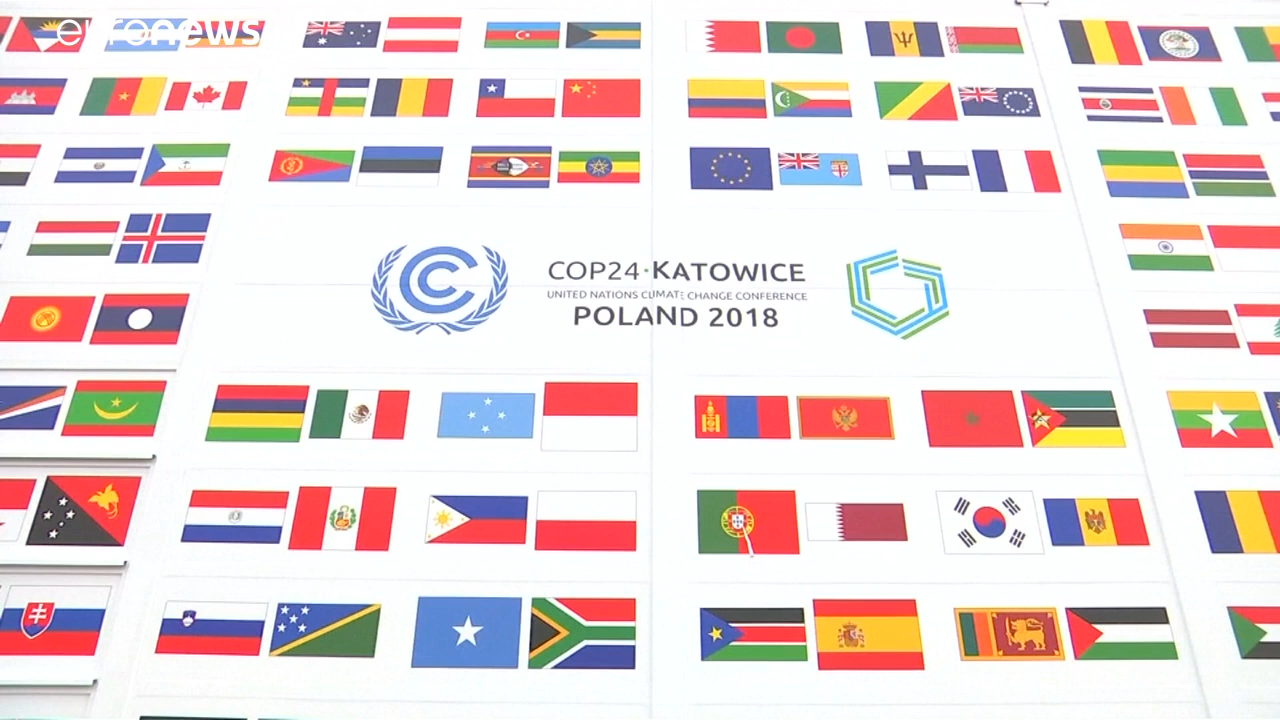 euronews.
COP24·KATOWICE
UNITED NATIONS CLIMATE CHANGE CONFERENCE
POLAND 2018